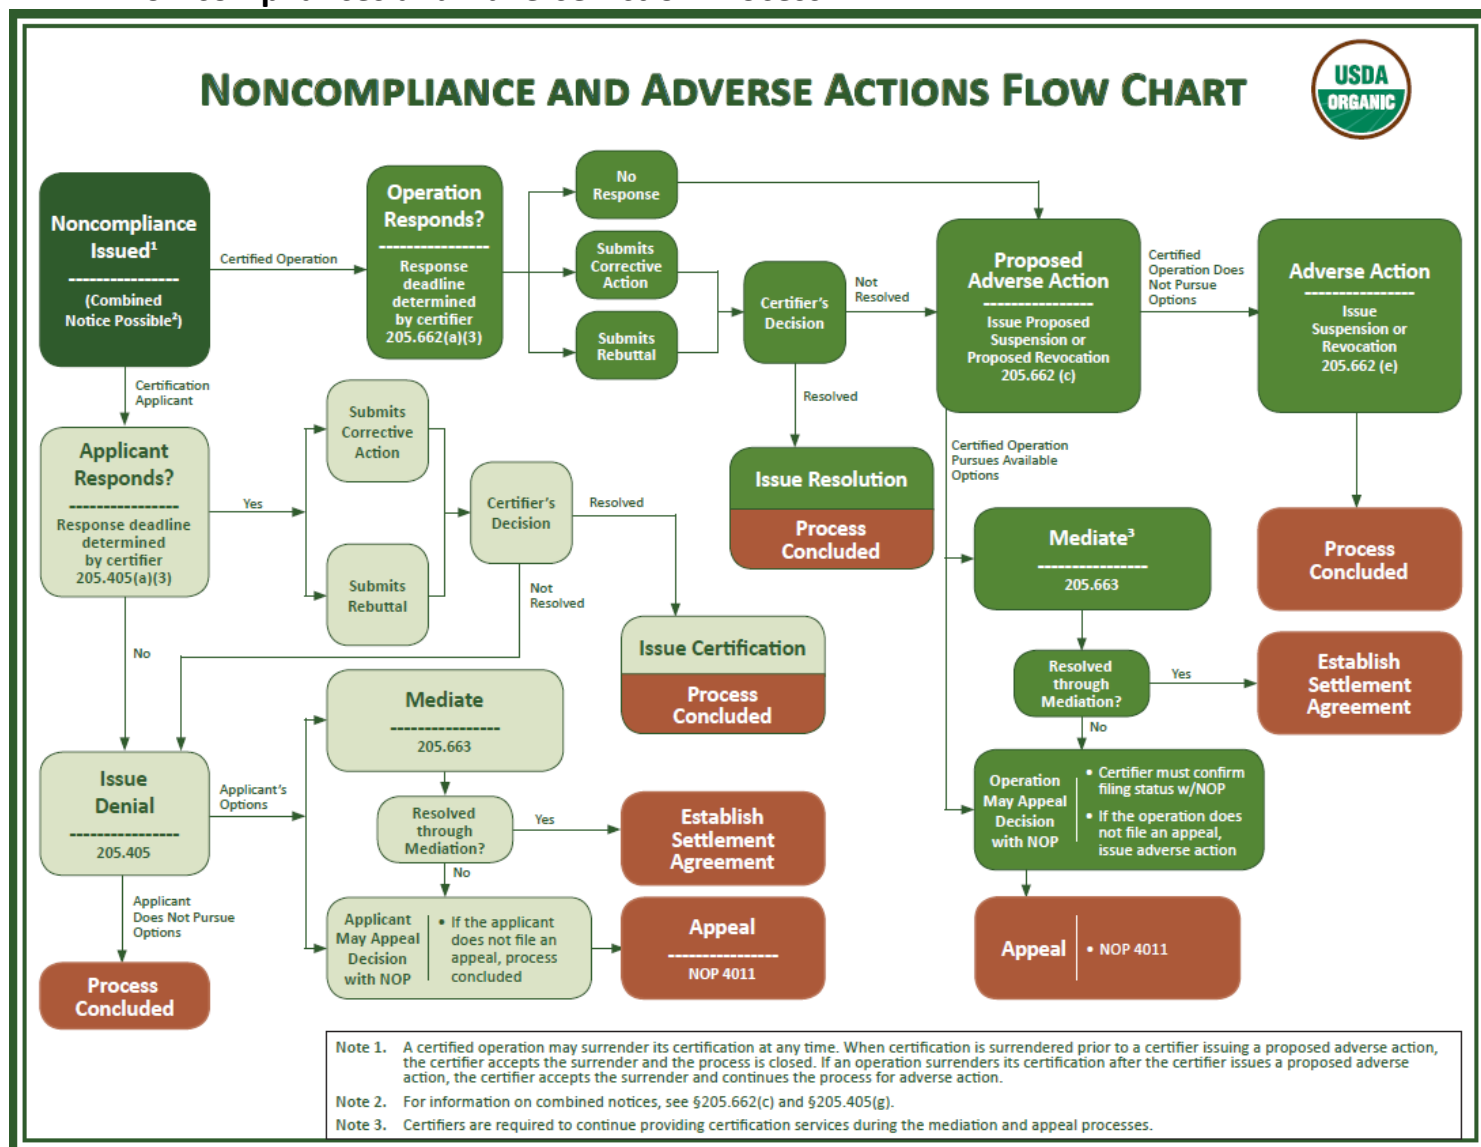 NONCOMPLIANCE AND ADVERSE ACTIONS FLOW CHART
USDA
ORGANIC
Noncompliance
Issued¹
(Combined
Notice Possible²)
Certified Operation
Operation
Responds?
Response
deadline
determined
by certifier
205.662(a)(3)
No
Response
Submits
Corrective
Action
Submits
Rebuttal
Certifier's
Decision
Not
Resolved
Resolved
Issue Resolution
Process
Concluded
Proposed
Adverse Action
Issue Proposed
Suspension or
Proposed Revocation
205.662 (c)
Certified
Operation Does
Not Pursue
Options
Adverse Action
Issue
Suspension or
Revocation
205.662 (e)
Process
Concluded
Certified Operation
Pursues Available
Options
Mediate³
205.663
Resolved
through
Mediation?
Yes
Establish
Settlement
Agreement
No
Operation
May Appeal
Decision
with NOP
• Certifier must confirm
filing status w/NOP
• If the operation does
not file an appeal,
issue adverse action
Appeal
• NOP 4011
Certification
Applicant
Applicant
Responds?
Response deadline
determined
by certifier
205.405(a)(3)
Yes
Submits
Corrective
Action
Submits
Rebuttal
Certifier's
Decision
Resolved
Not
Resolved
Issue Certification
Process
Concluded
No
Issue
Denial
205.405
Applicant's
Options
Mediate
205.663
Resolved
through
Mediation?
Yes
Establish
Settlement
Agreement
No
Applicant
May Appeal
Decision
with NOP
• If the applicant
does not file an
appeal, process
concluded
Appeal
NOP 4011
Applicant
Does Not Pursue
Options
Process
Concluded
Note 1. A certified operation may surrender its certification at any time. When certification is surrendered prior to a certifier issuing a proposed adverse action,
the certifier accepts the surrender and the process is closed. If an operation surrenders its certification after the certifier issues a proposed adverse
action, the certifier accepts the surrender and continues the process for adverse action.
Note 2. For information on combined notices, see §205.662(c) and §205.405(g).
Note 3. Certifiers are required to continue providing certification services during the mediation and appeal processes.